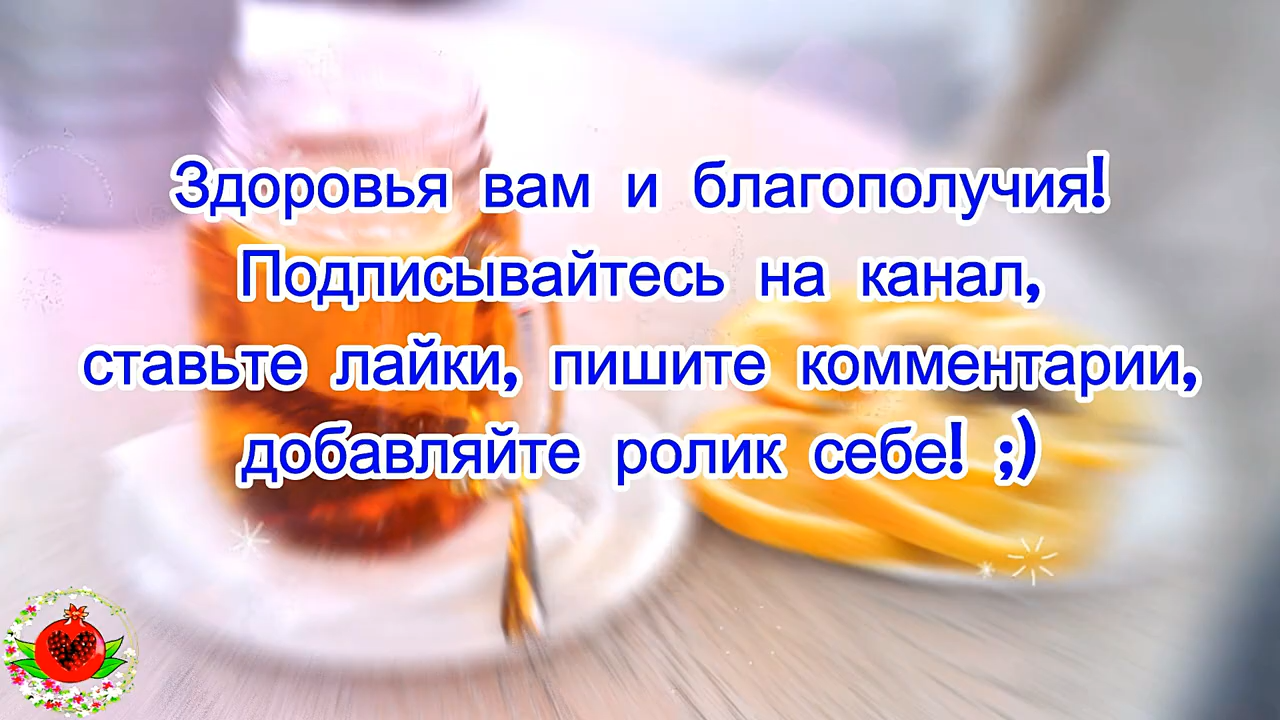 Здоровья вам и благополучия!
Подписывайтесь на канал,
ставьте лайки, пишите комментарии,
добавляйте ролик себе! ;)